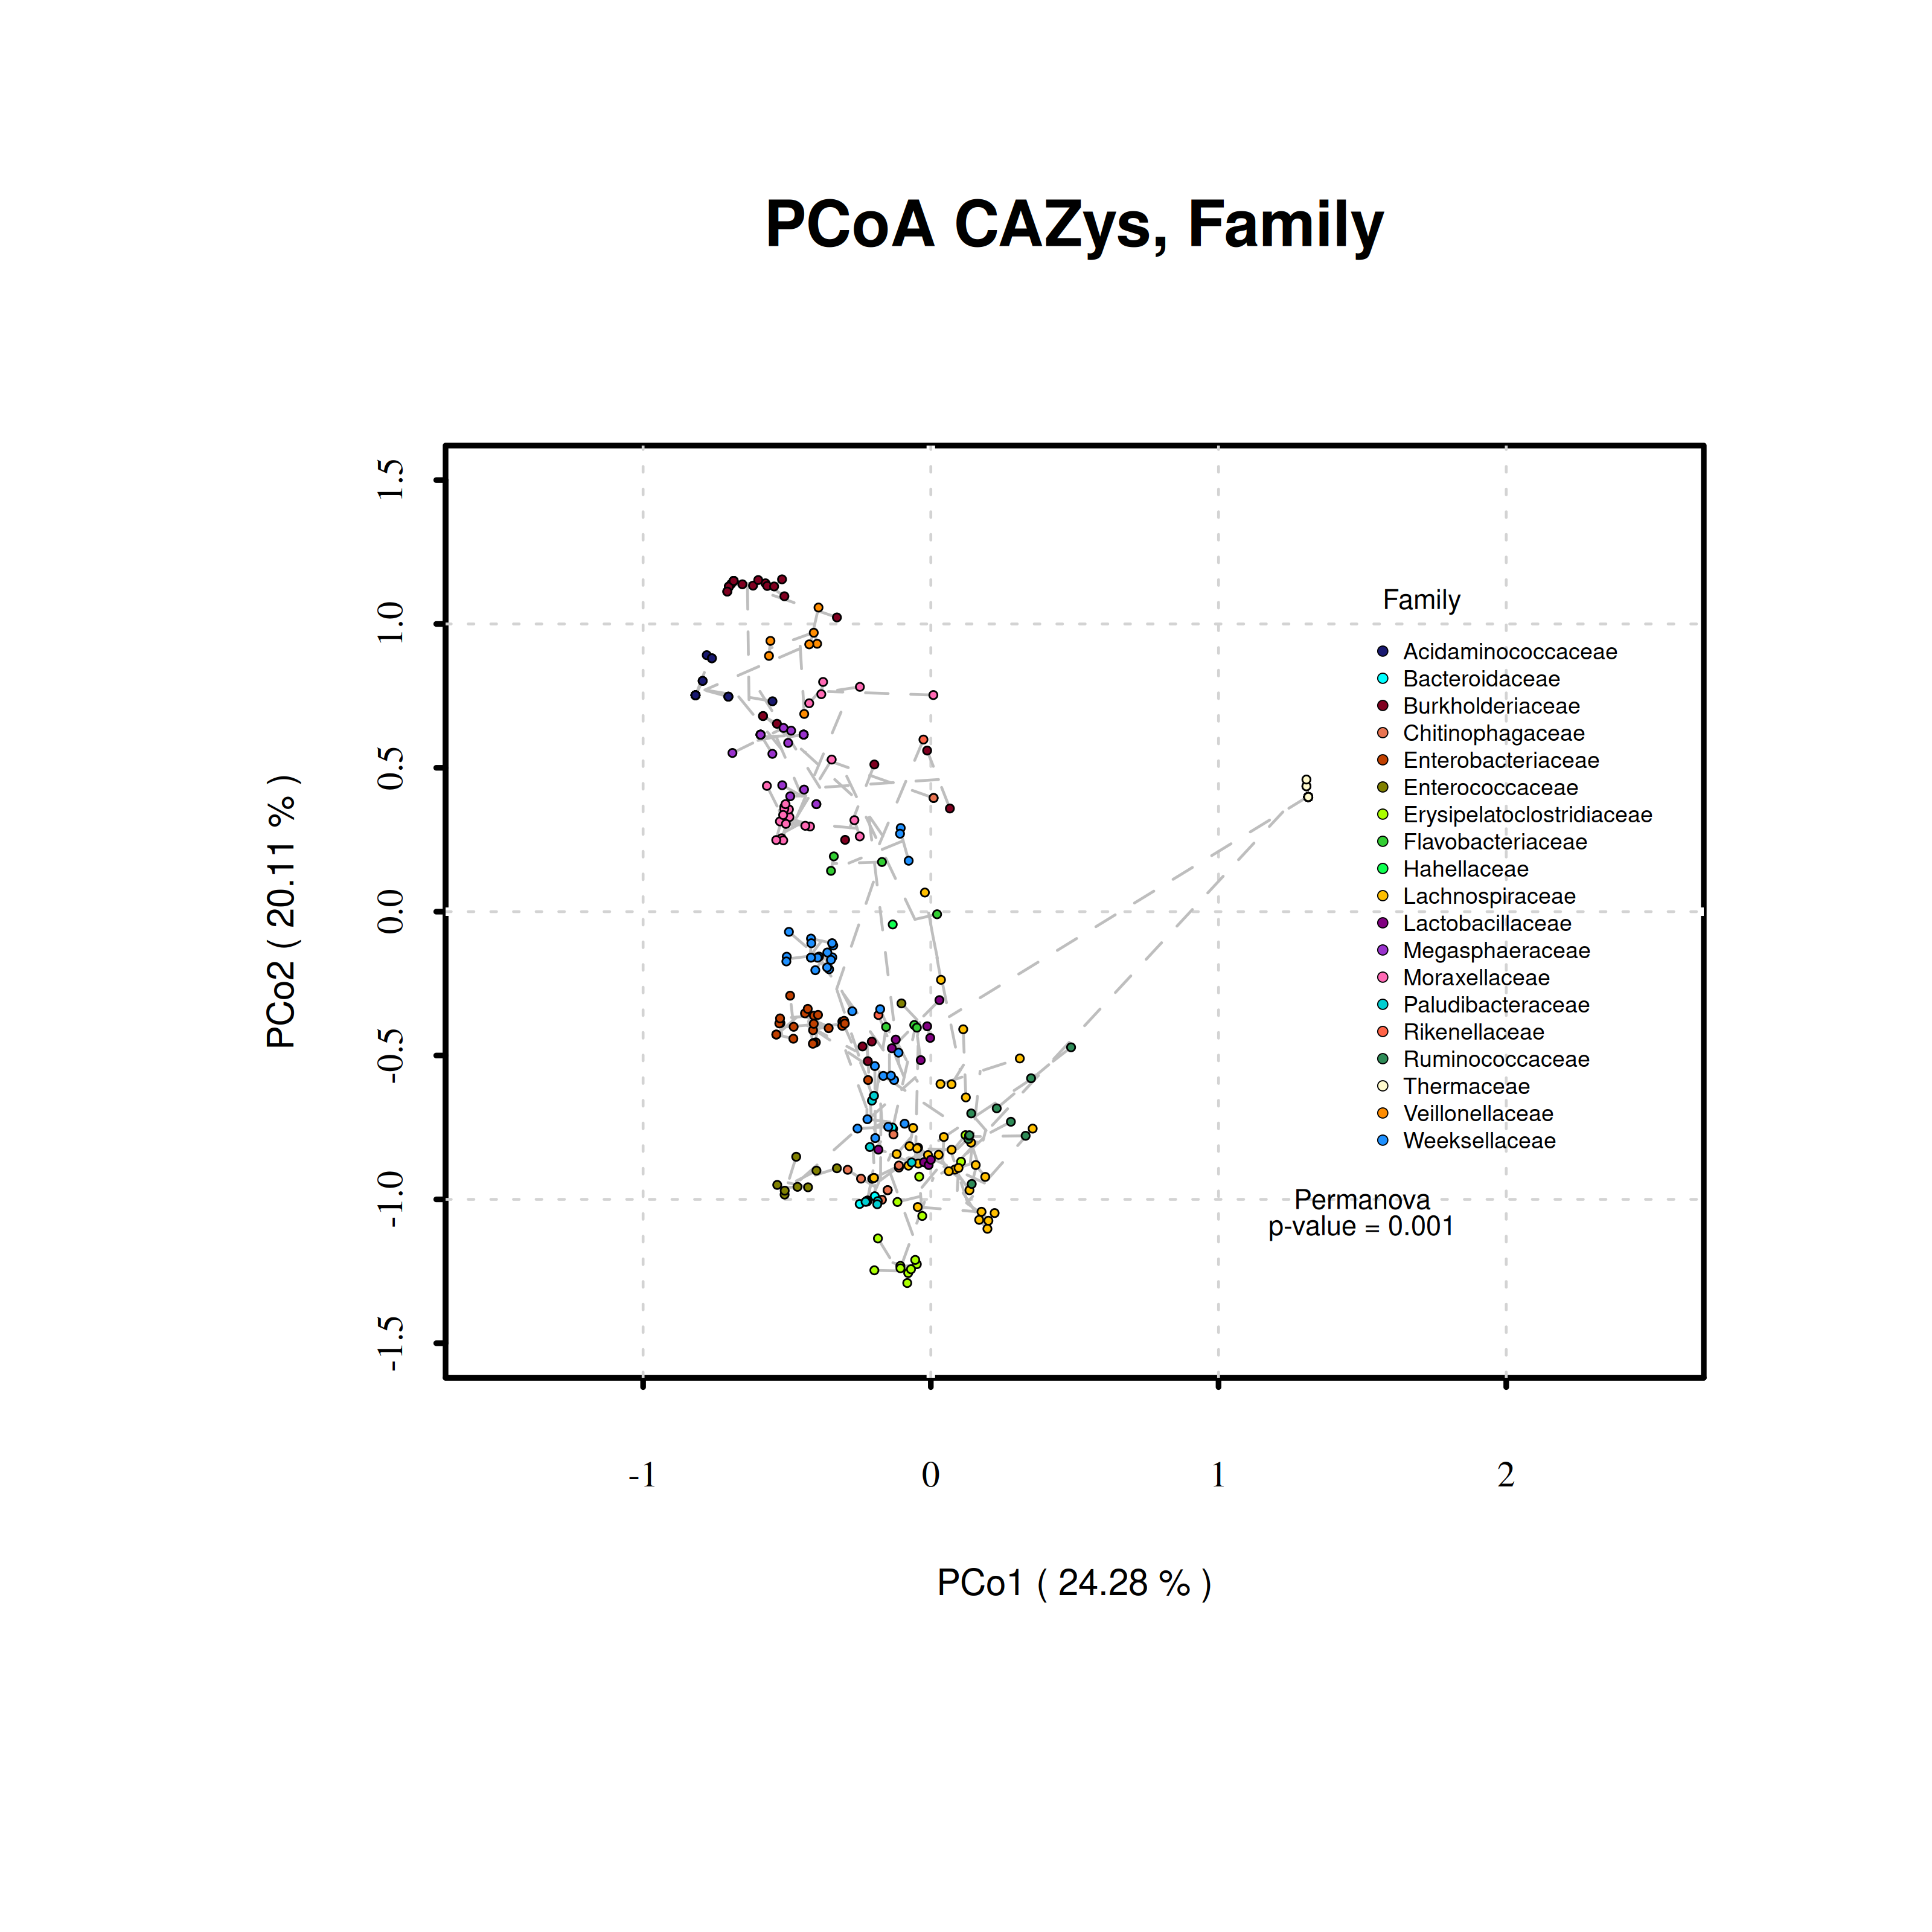 PCoA CAZys, Family
1.5
1.0
0.5
0.0
-0.5
-1.0
-1.5
PCo2 ( 20.11 % )
Family
Acidaminococcaceae
Bacteroidaceae
Burkholderiaceae
Chitinophagaceae
Enterobacteriaceae
Enterococcaceae
Erysipelatoclostridiaceae
Flavobacteriaceae
Hahellaceae
Lachnospiraceae
Lactobacillaceae
Megasphaeraceae
Moraxellaceae
Paludibacteraceae
Rikenellaceae
Ruminococcaceae
Thermaceae
Veillonellaceae
Weeksellaceae
Permanova
p-value = 0.001
-1 0 1 2
PCo1 ( 24.28 % )